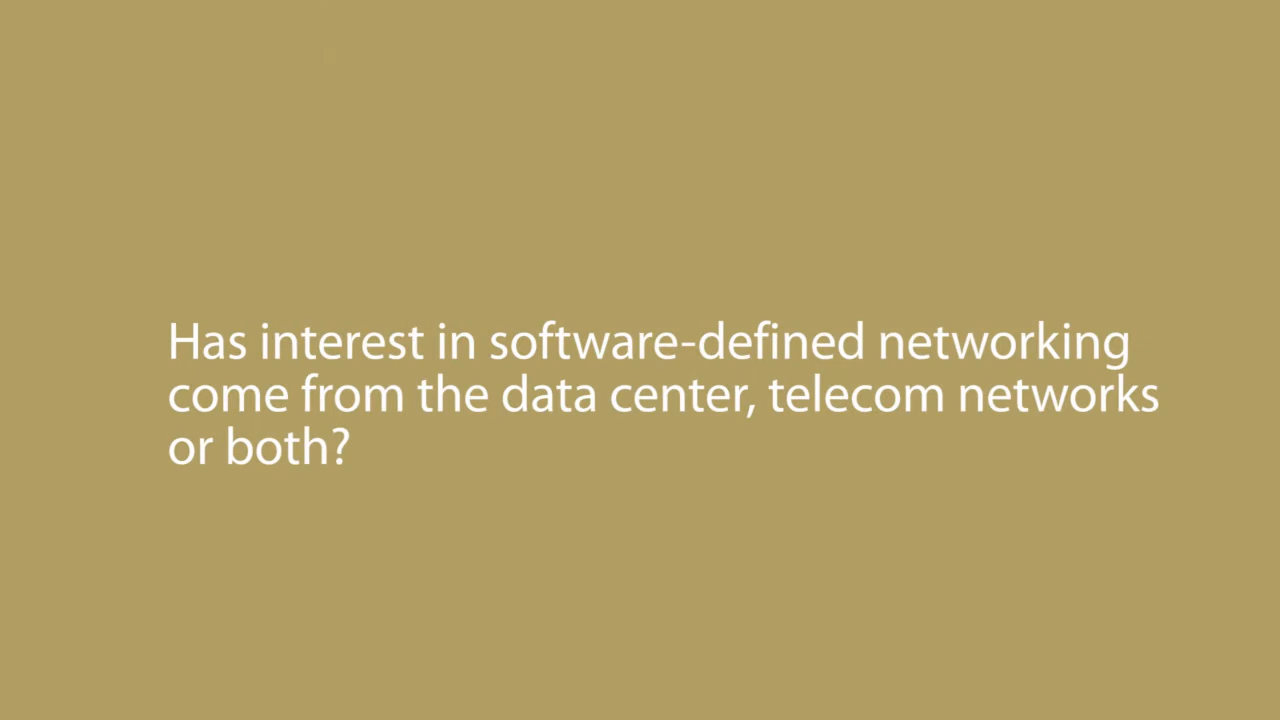 Has interest in software-defined networking
come from the data center, telecom networks
or both?